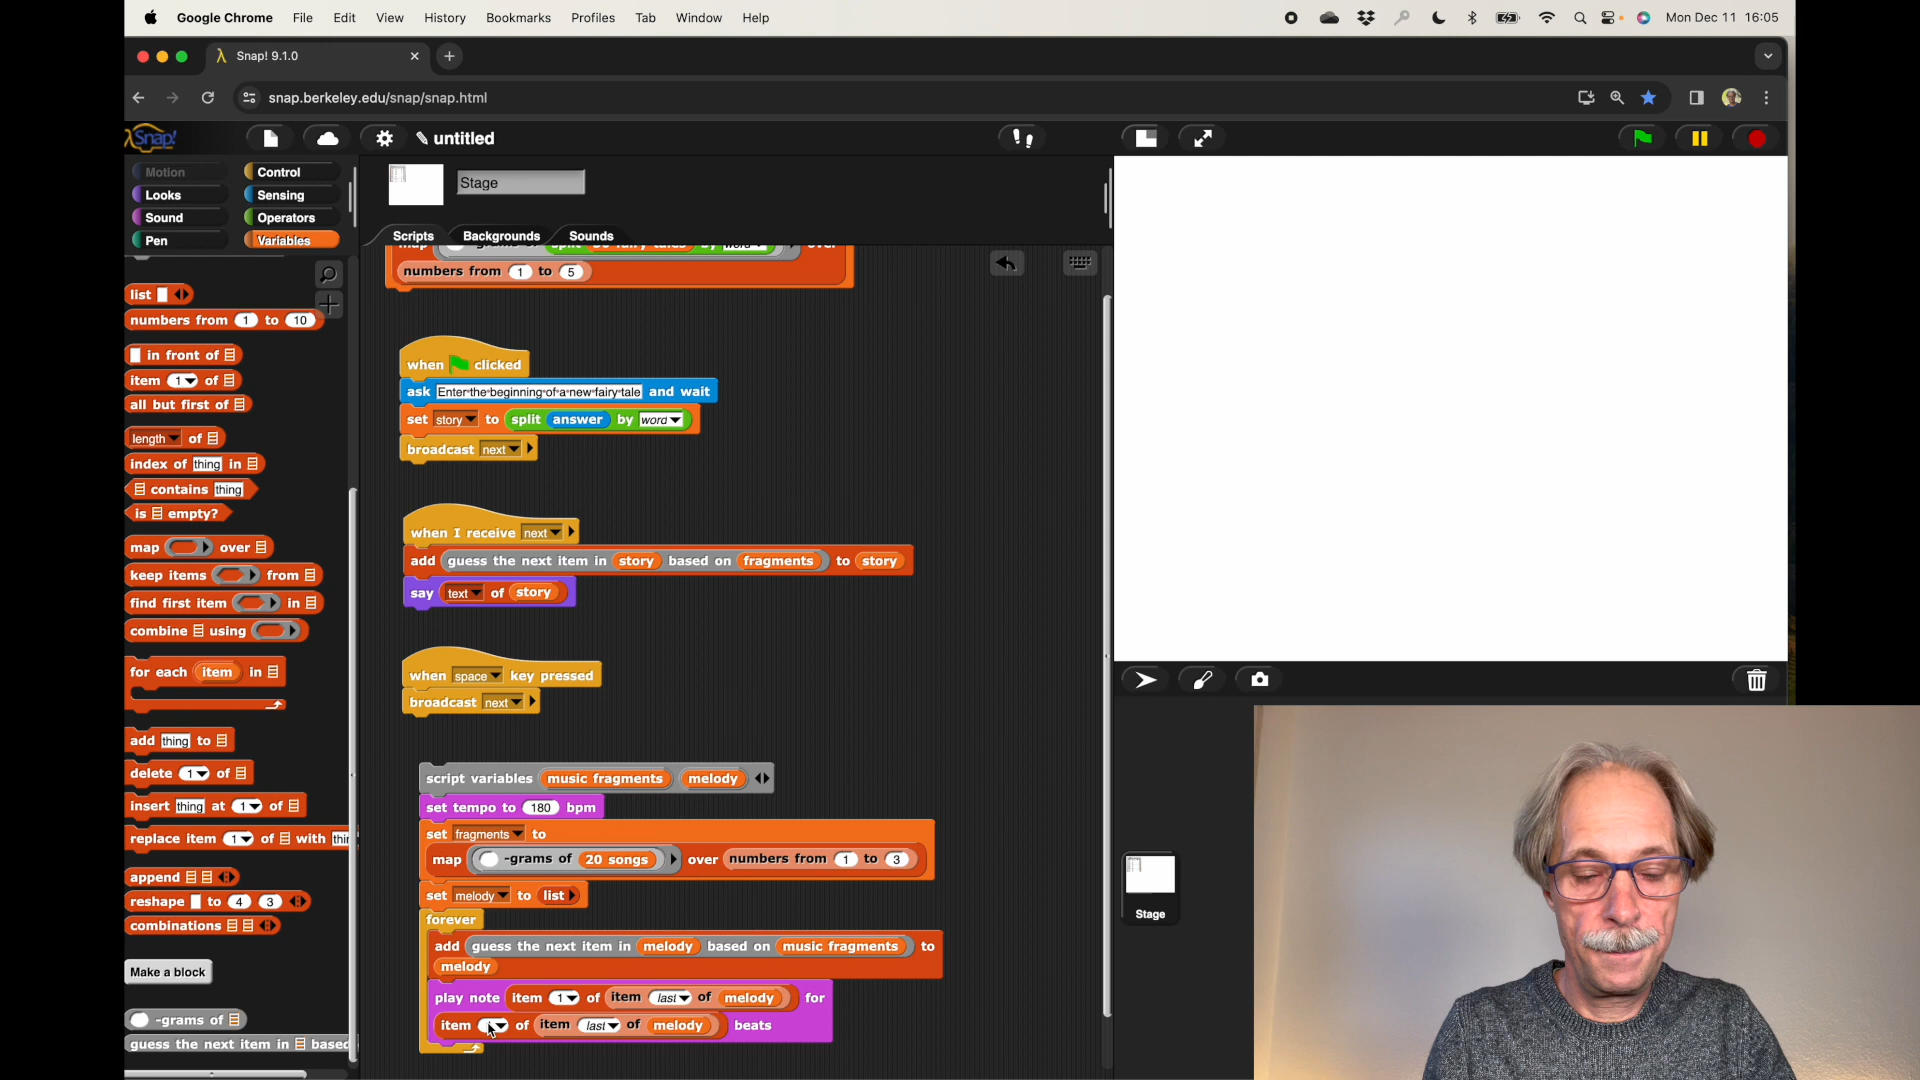 Google Chrome File Edit View History Bookmarks Profiles Tab Window Help Mon Dec 11 16:05
Snap! 9.1.0
snap.berkeley.edu/snap/snap.html
Snap! untitled
Motion Control
Looks Sensing
Sound Operators
Pen Variables
Stage
Scripts Backgrounds Sounds
numbers from 1 to 5
list
numbers from 1 to 10
in front of
item 1 of
all but first of
length of
index of thing in
contains thing
is empty?
map over
keep items from
find first item in
combine using
for each item in
add thing to
delete 1 of
insert thing at 1 of
replace item 1 of with
append
reshape to 4 3
combinations
Make a block
-grams of
guess the next item in based
when clicked
ask Enter the beginning of a new fairy tale and wait
set story to split answer by word
broadcast next
when I receive next
add guess the next item in story based on fragments to story
say text of story
when space key pressed
broadcast next
script variables music fragments melody
set tempo to 180 bpm
set fragments to
map -grams of 20 songs over numbers from 1 to 3
set melody to list
forever
add guess the next item in melody based on music fragments to
melody
play note item 1 of item last of melody for
item of item last of melody beats
Stage